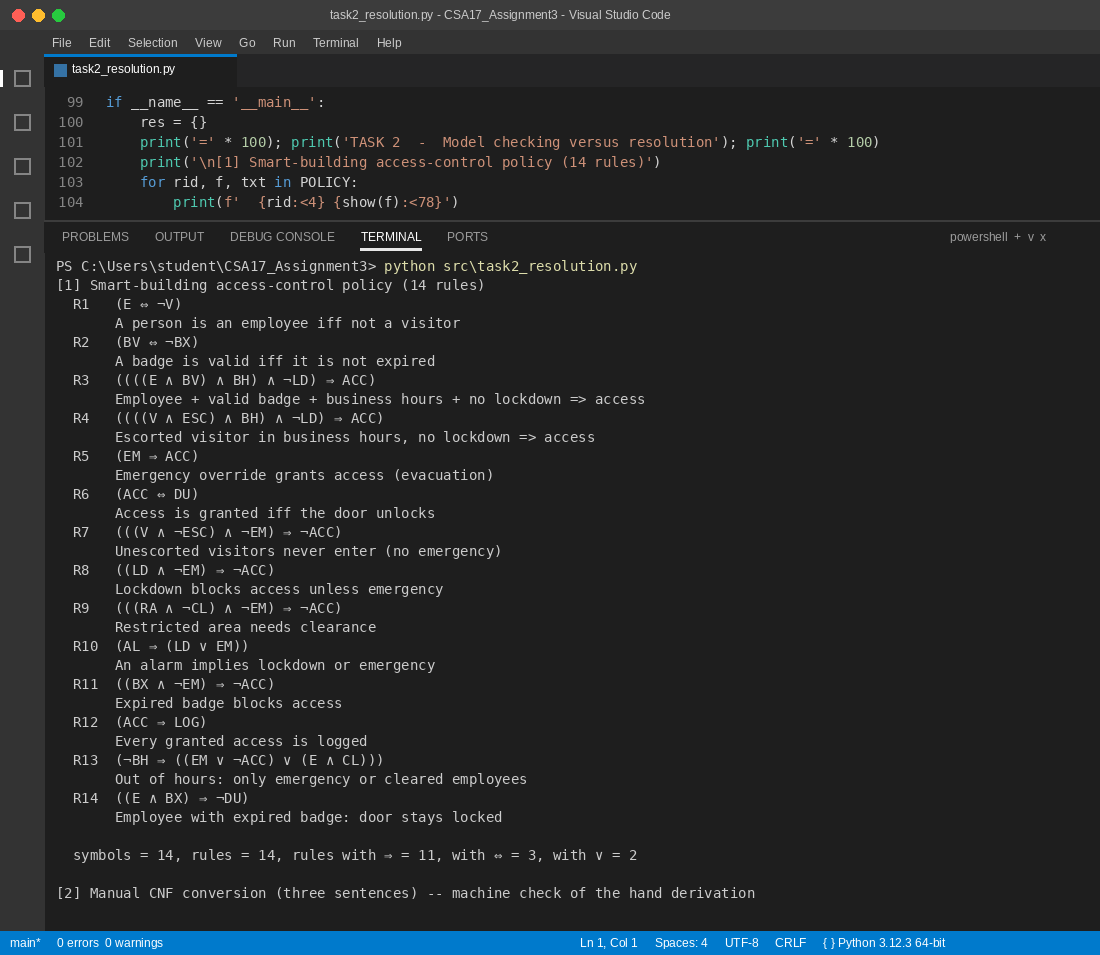 task2_resolution.py - CSA17_Assignment3 - Visual Studio Code
File Edit Selection View Go Run Terminal Help
task2_resolution.py
99 if __name__ == '__main__':
100     res = {}
101     print('=' * 100); print('TASK 2  -  Model checking versus resolution'); print('=' * 100)
102     print('\n[1] Smart-building access-control policy (14 rules)')
103     for rid, f, txt in POLICY:
104         print(f'  {rid:<4} {show(f):<78}')
PROBLEMS OUTPUT DEBUG CONSOLE TERMINAL PORTS powershell + v x
PS C:\Users\student\CSA17_Assignment3> python src\task2_resolution.py
[1] Smart-building access-control policy (14 rules)
  R1   (E ⇔ ¬V)
       A person is an employee iff not a visitor
  R2   (BV ⇔ ¬BX)
       A badge is valid iff it is not expired
  R3   ((((E ∧ BV) ∧ BH) ∧ ¬LD) ⇒ ACC)
       Employee + valid badge + business hours + no lockdown => access
  R4   ((((V ∧ ESC) ∧ BH) ∧ ¬LD) ⇒ ACC)
       Escorted visitor in business hours, no lockdown => access
  R5   (EM ⇒ ACC)
       Emergency override grants access (evacuation)
  R6   (ACC ⇔ DU)
       Access is granted iff the door unlocks
  R7   (((V ∧ ¬ESC) ∧ ¬EM) ⇒ ¬ACC)
       Unescorted visitors never enter (no emergency)
  R8   ((LD ∧ ¬EM) ⇒ ¬ACC)
       Lockdown blocks access unless emergency
  R9   (((RA ∧ ¬CL) ∧ ¬EM) ⇒ ¬ACC)
       Restricted area needs clearance
  R10  (AL ⇒ (LD ∨ EM))
       An alarm implies lockdown or emergency
  R11  ((BX ∧ ¬EM) ⇒ ¬ACC)
       Expired badge blocks access
  R12  (ACC ⇒ LOG)
       Every granted access is logged
  R13  (¬BH ⇒ ((EM ∨ ¬ACC) ∨ (E ∧ CL)))
       Out of hours: only emergency or cleared employees
  R14  ((E ∧ BX) ⇒ ¬DU)
       Employee with expired badge: door stays locked
  symbols = 14, rules = 14, rules with ⇒ = 11, with ⇔ = 3, with ∨ = 2
[2] Manual CNF conversion (three sentences) -- machine check of the hand derivation
main* 0 errors 0 warnings Ln 1, Col 1 Spaces: 4 UTF-8 CRLF { } Python 3.12.3 64-bit